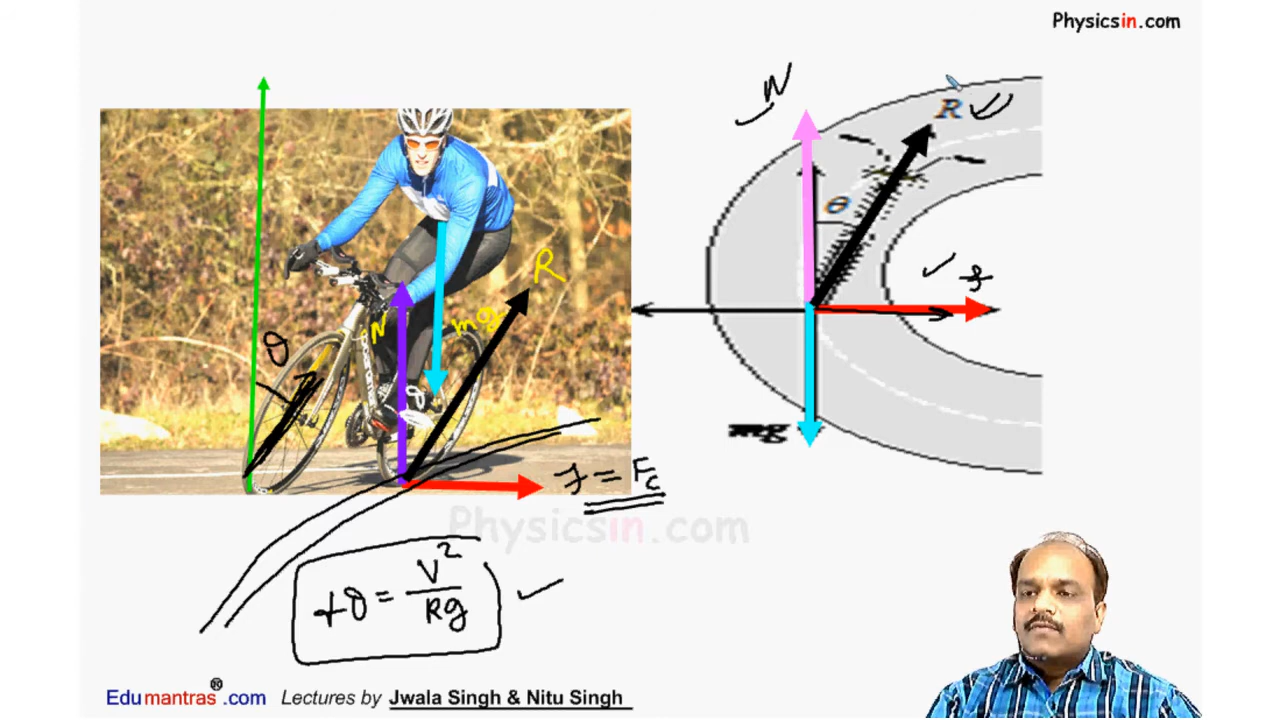 Physicsin.com
N
R
θ
f
mg
R
mg
N
θ
f = Fc
Physicsin.com
tθ = V²/Rg
Edumantras.com Lectures by Jwala Singh & Nitu Singh